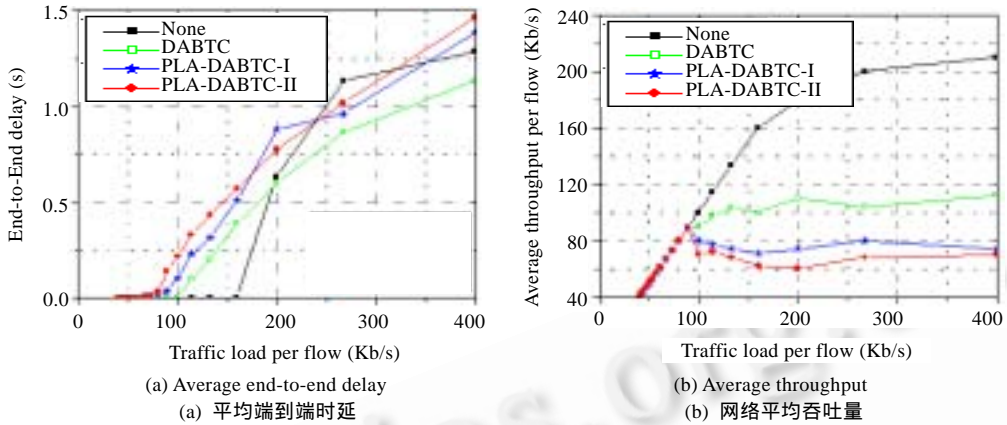 1.5
1.0
0.5
0.0
End-to-End delay (s)
None
DABTC
PLA-DABTC-I
PLA-DABTC-II
0
100
200
300
400
Traffic load per flow (Kb/s)
(a) Average end-to-end delay
(a) 平均端到端时延
240
200
160
120
80
40
Average throughput per flow (Kb/s)
None
DABTC
PLA-DABTC-I
PLA-DABTC-II
0
100
200
300
400
Traffic load per flow (Kb/s)
(b) Average throughput
(b) 网络平均吞吐量